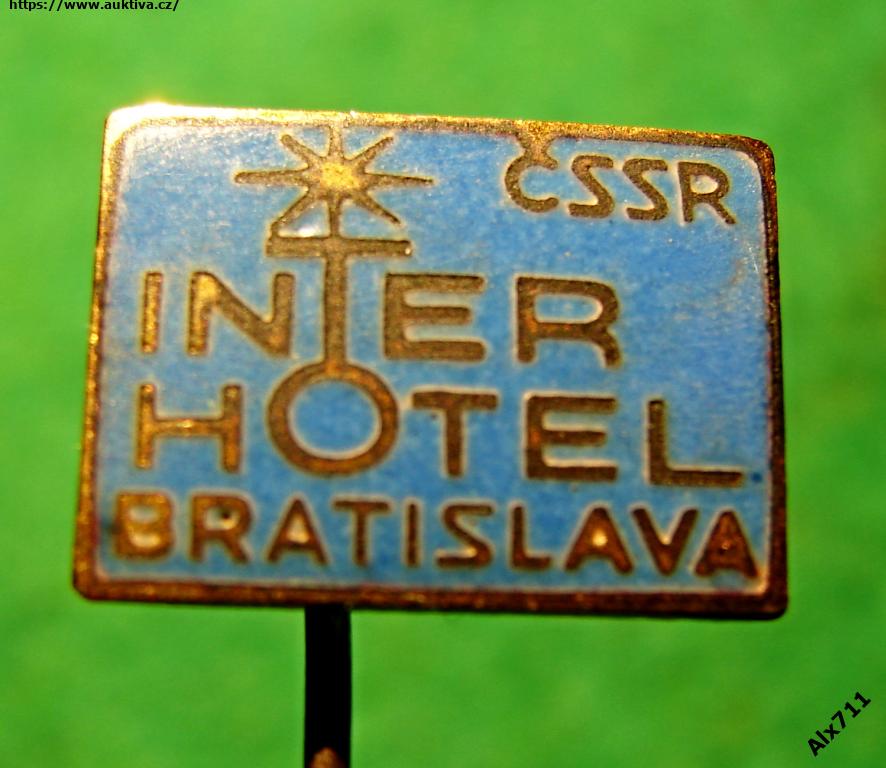 https://www.auktiva.cz/
ČSSR
INTER
HOTEL
BRATISLAVA
Alx711